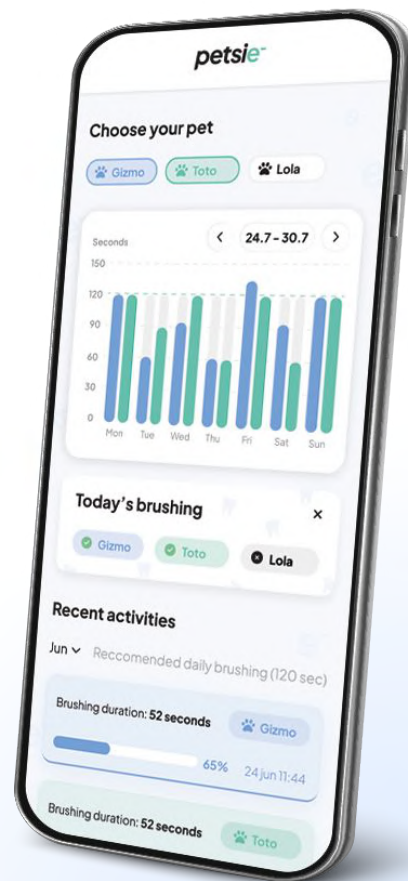 petsie
Choose your pet
Gizmo Toto Lola
Seconds < 24.7 - 30.7 >
150
120
90
60
30
0
Mon Tue Wed Thu Fri Sat Sun
Today's brushing ×
Gizmo Toto Lola
Recent activities
Jun Reccomended daily brushing (120 sec)
Brushing duration: 52 seconds Gizmo
65% 24 jun 11:44
Brushing duration: 52 seconds Toto